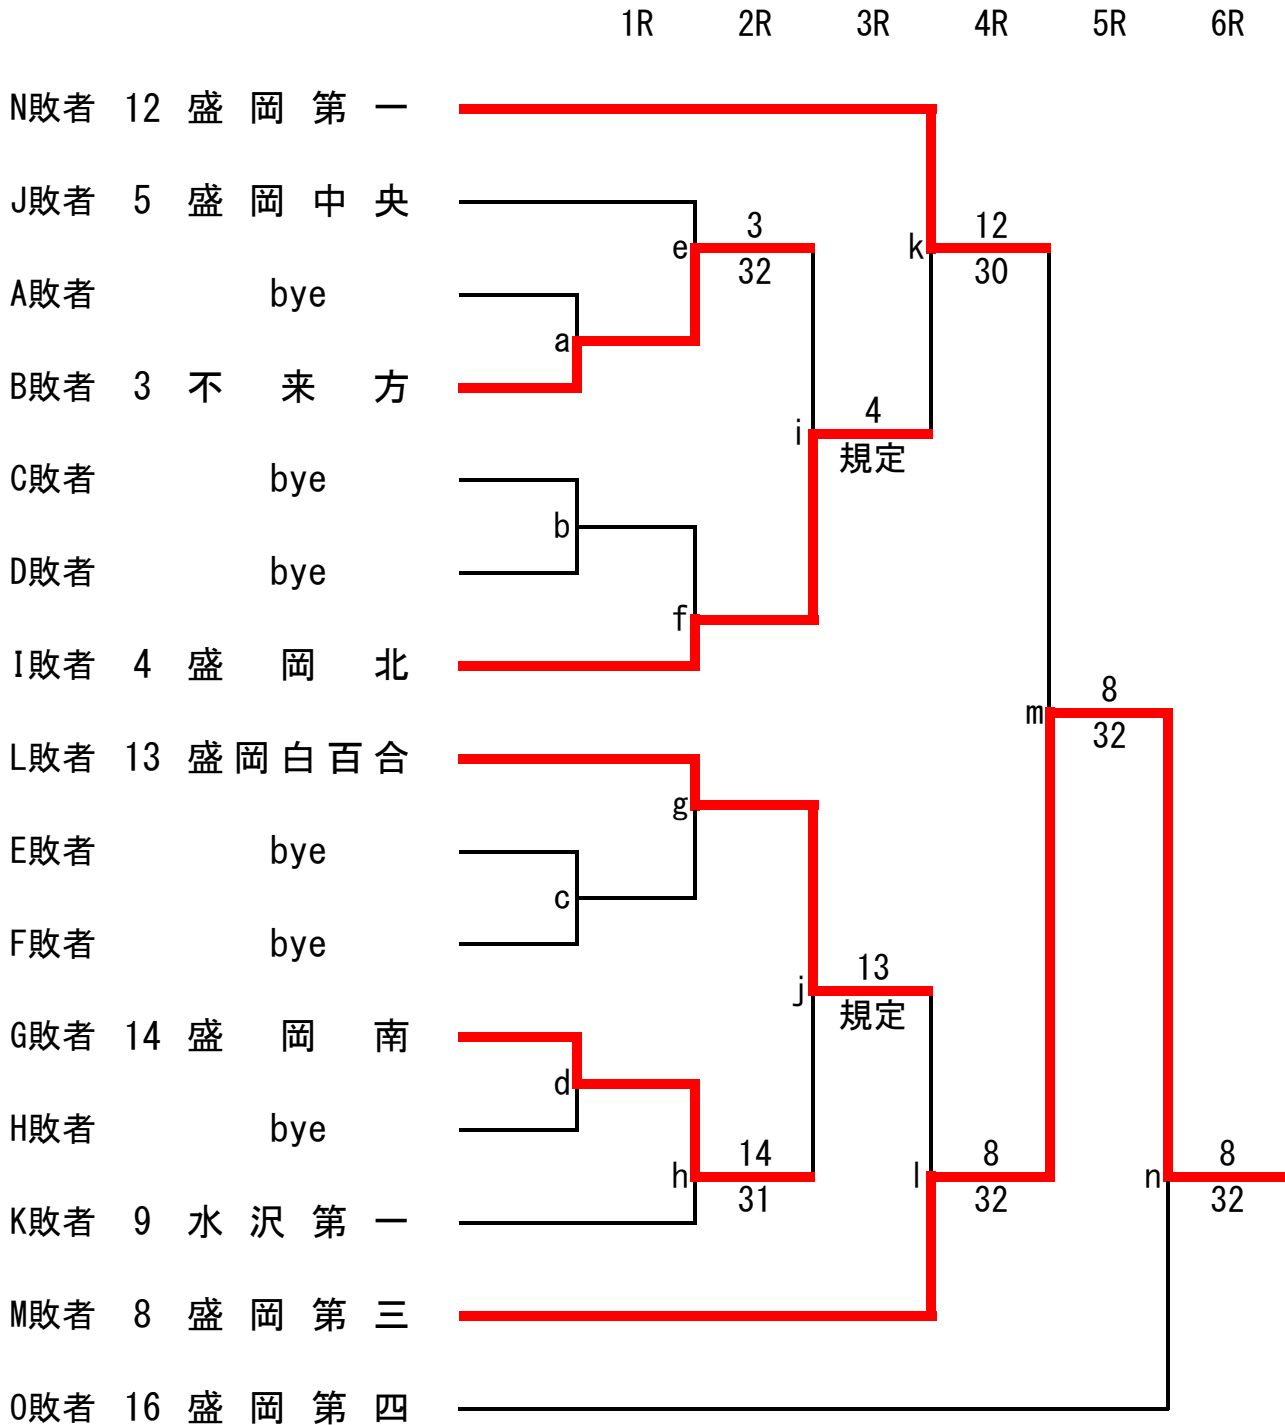 1R 2R 3R 4R 5R 6R
N敗者 12 盛岡第一
J敗者 5 盛岡中央
3
12
e
k
32
30
A敗者 bye
a
B敗者 3 不来方
4
i
規定
C敗者 bye
b
D敗者 bye
f
I敗者 4 盛岡北
8
m
32
L敗者 13 盛岡白百合
g
E敗者 bye
c
F敗者 bye
13
j
規定
G敗者 14 盛岡南
d
H敗者 bye
14
8
8
h
l
n
31
32
32
K敗者 9 水沢第一
M敗者 8 盛岡第三
O敗者 16 盛岡第四